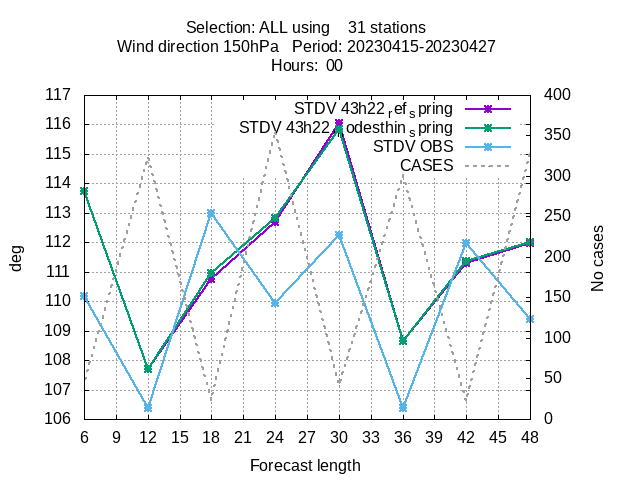 Selection: ALL using 31 stations
Wind direction 150hPa Period: 20230415-20230427
Hours: 00
STDV 43h22_ref_spring
STDV 43h22_odesthin_spring
STDV OBS
CASES
117
116
115
114
113
112
111
110
109
108
107
106
deg
400
350
300
250
200
150
100
50
0
No cases
6 9 12 15 18 21 24 27 30 33 36 39 42 45 48
Forecast length